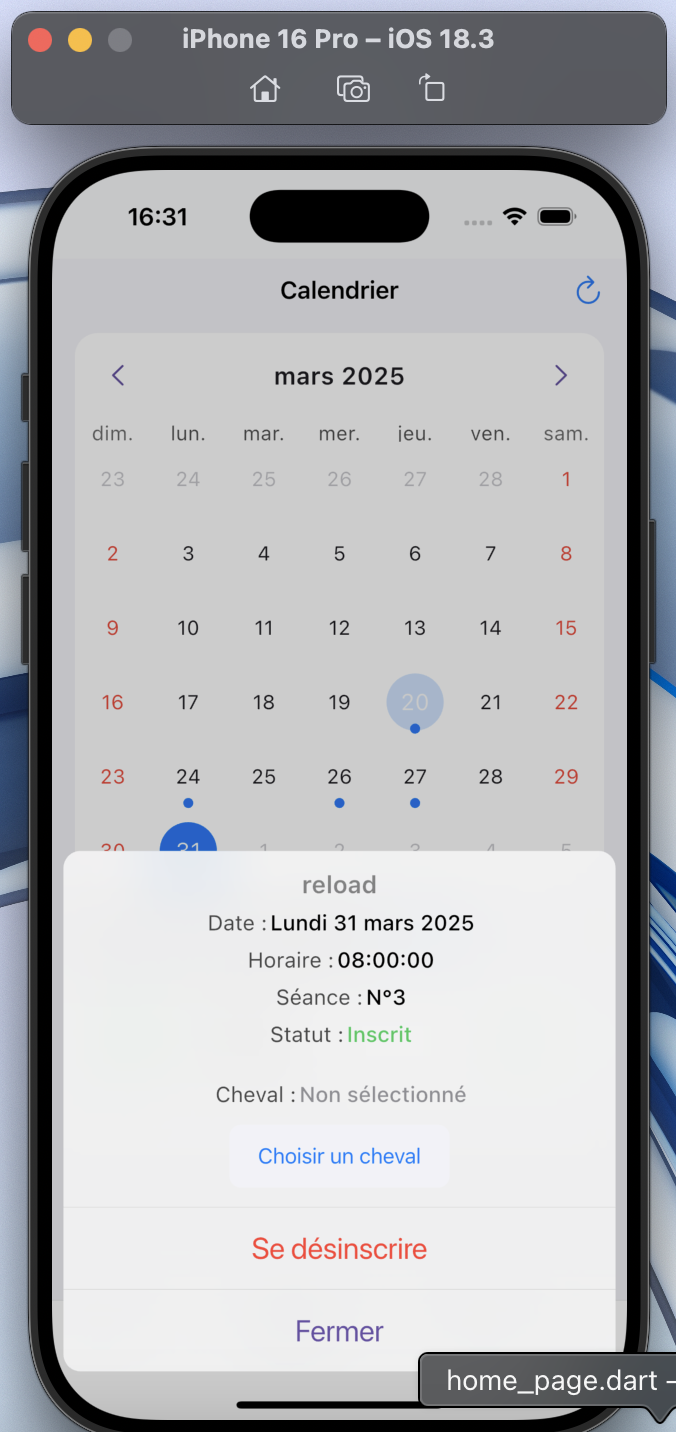 iPhone 16 Pro – iOS 18.3
16:31
Calendrier
mars 2025
dim. lun. mar. mer. jeu. ven. sam.
23 24 25 26 27 28 1
2 3 4 5 6 7 8
9 10 11 12 13 14 15
16 17 18 19 20 21 22
23 24 25 26 27 28 29
30 31 1 2 3 4 5
reload
Date : Lundi 31 mars 2025
Horaire : 08:00:00
Séance : N°3
Statut : Inscrit
Cheval : Non sélectionné
Choisir un cheval
Se désinscrire
Fermer
home_page.dart –